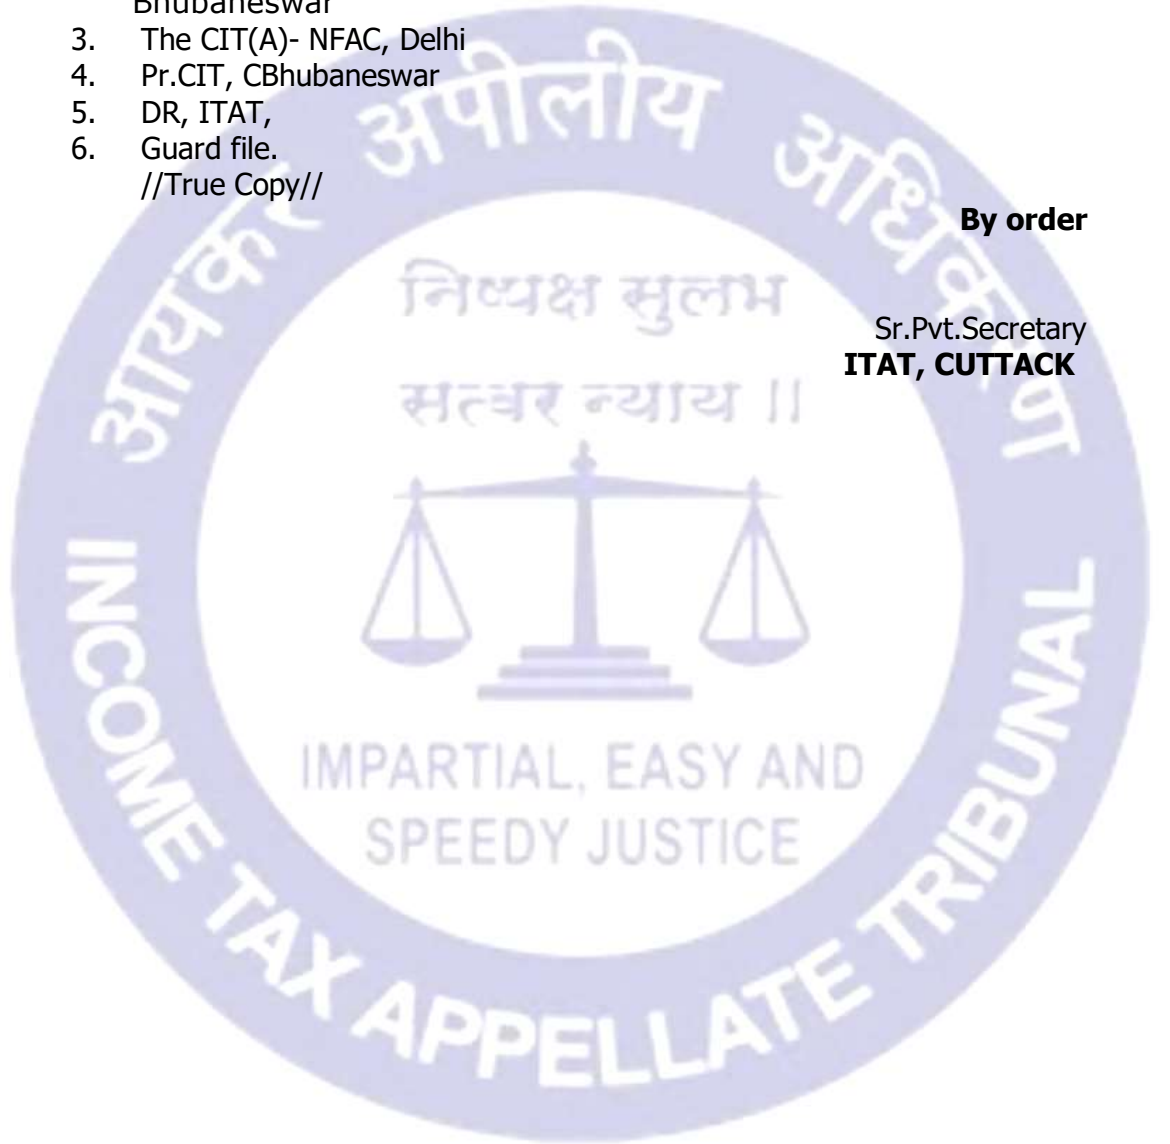 Bhubaneswar
3. The CIT(A)- NFAC, Delhi
4. Pr.CIT, CBhubaneswar
5. DR, ITAT,
6. Guard file.
//True Copy//
By order
Sr.Pvt.Secretary
ITAT, CUTTACK
आयकर अपीलीय अधिकरण
निष्पक्ष सुलभ
सत्वर न्याय ||
IMPARTIAL, EASY AND
SPEEDY JUSTICE
INCOME TAX APPELLATE TRIBUNAL